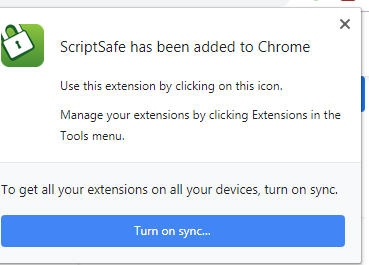 ScriptSafe has been added to Chrome
Use this extension by clicking on this icon.
Manage your extensions by clicking Extensions in the
Tools menu.
To get all your extensions on all your devices, turn on sync.
Turn on sync...